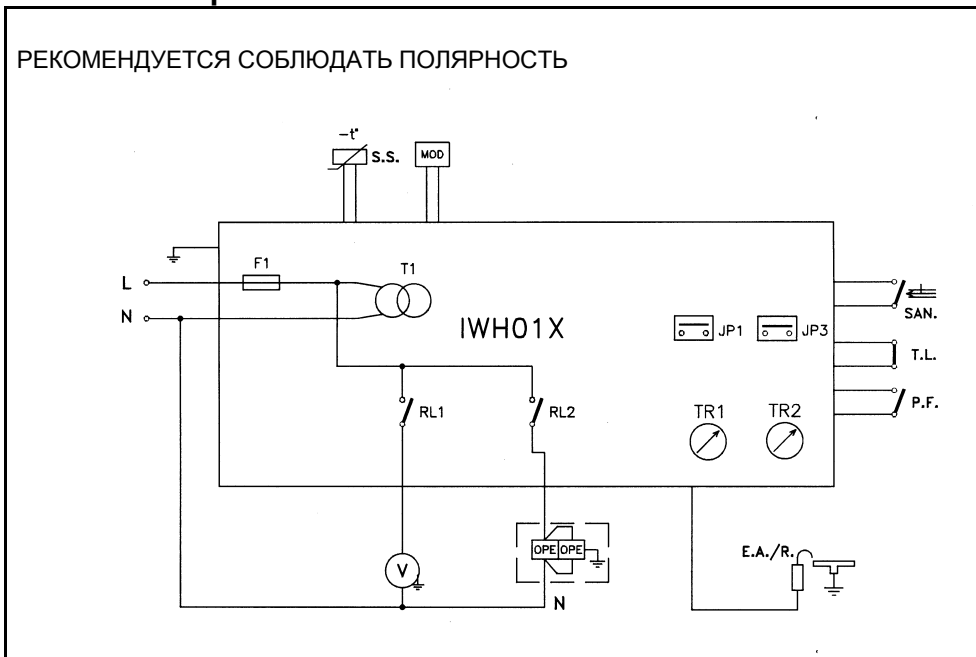 РЕКОМЕНДУЕТСЯ СОБЛЮДАТЬ ПОЛЯРНОСТЬ
-t°
S.S.
MOD
F1
T1
L
N
IWH01X
JP1
JP3
SAN.
T.L.
P.F.
RL1
RL2
TR1
TR2
OPE OPE
E.A./R.
V
N